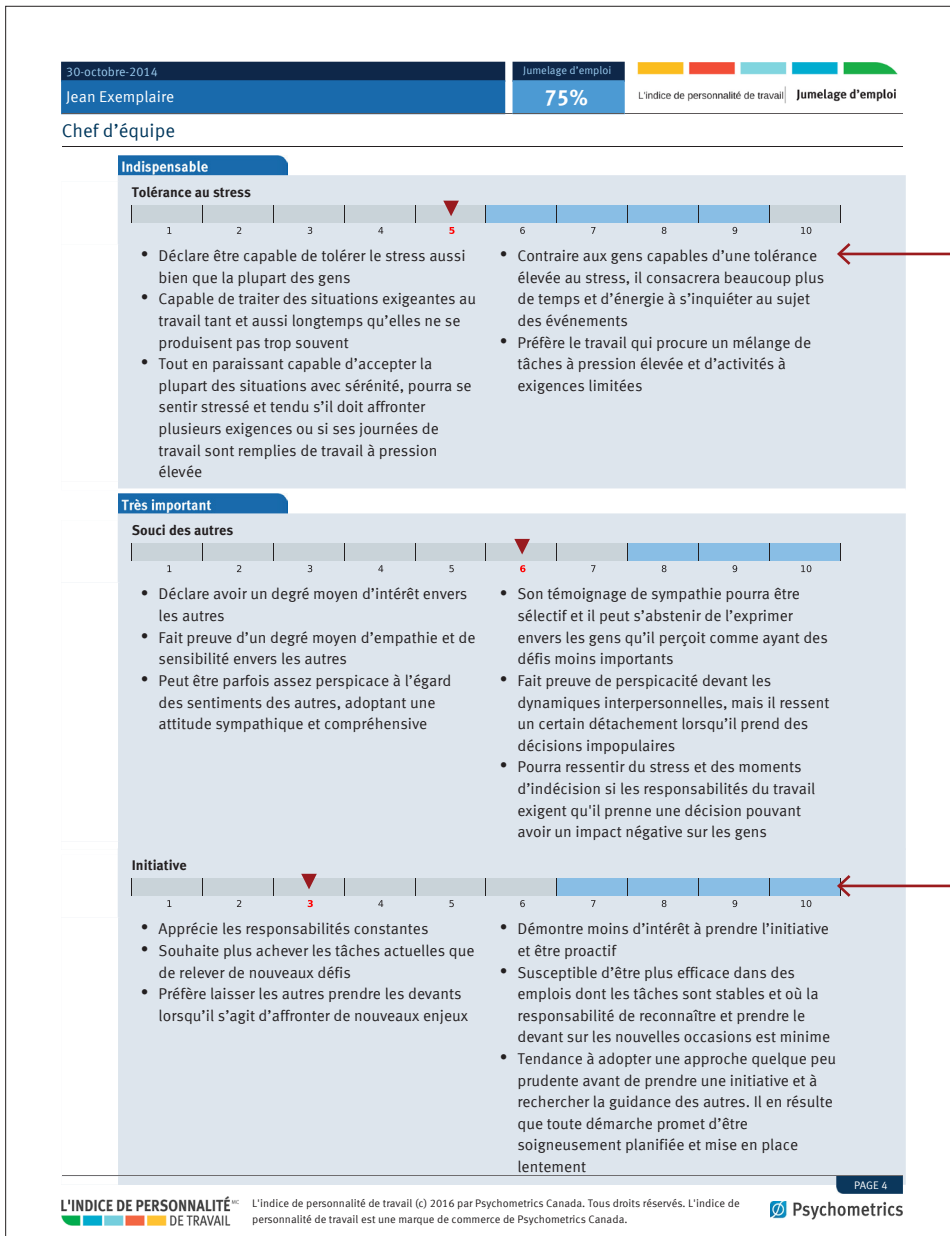 30-octobre-2014
Jumelage d'emploi
Jean Exemplaire
75%
L'indice de personnalité de travail
Jumelage d'emploi
Chef d'équipe
Indispensable
Tolérance au stress
1 2 3 4 5 6 7 8 9 10
• Déclare être capable de tolérer le stress aussi
bien que la plupart des gens
• Capable de traiter des situations exigeantes au
travail tant et aussi longtemps qu'elles ne se
produisent pas trop souvent
• Tout en paraissant capable d'accepter la
plupart des situations avec sérénité, pourra se
sentir stressé et tendu s'il doit affronter
plusieurs exigences ou si ses journées de
travail sont remplies de travail à pression
élevée
• Contraire aux gens capables d'une tolérance
élevée au stress, il consacrera beaucoup plus
de temps et d'énergie à s'inquiéter au sujet
des événements
• Préfère le travail qui procure un mélange de
tâches à pression élevée et d'activités à
exigences limitées
Très important
Souci des autres
1 2 3 4 5 6 7 8 9 10
• Déclare avoir un degré moyen d'intérêt envers
les autres
• Fait preuve d'un degré moyen d'empathie et de
sensibilité envers les autres
• Peut être parfois assez perspicace à l'égard
des sentiments des autres, adoptant une
attitude sympathique et compréhensive
• Son témoignage de sympathie pourra être
sélectif et il peut s'abstenir de l'exprimer
envers les gens qu'il perçoit comme ayant des
défis moins importants
• Fait preuve de perspicacité devant les
dynamiques interpersonnelles, mais il ressent
un certain détachement lorsqu'il prend des
décisions impopulaires
• Pourra ressentir du stress et des moments
d'indécision si les responsabilités du travail
exigent qu'il prenne une décision pouvant
avoir un impact négative sur les gens
Initiative
1 2 3 4 5 6 7 8 9 10
• Apprécie les responsabilités constantes
• Souhaite plus achever les tâches actuelles que
de relever de nouveaux défis
• Préfère laisser les autres prendre les devants
lorsqu'il s'agit d'affronter de nouveaux enjeux
• Démontre moins d'intérêt à prendre l'initiative
et être proactif
• Susceptible d'être plus efficace dans des
emplois dont les tâches sont stables et où la
responsabilité de reconnaître et prendre le
devant sur les nouvelles occasions est minime
• Tendance à adopter une approche quelque peu
prudente avant de prendre une initiative et à
rechercher la guidance des autres. Il en résulte
que toute démarche promet d'être
soigneusement planifiée et mise en place
lentement
PAGE 4
L'INDICE DE PERSONNALITÉ MC
DE TRAVAIL
L'indice de personnalité de travail (c) 2016 par Psychometrics Canada. Tous droits réservés. L'indice de
personnalité de travail est une marque de commerce de Psychometrics Canada.
Psychometrics